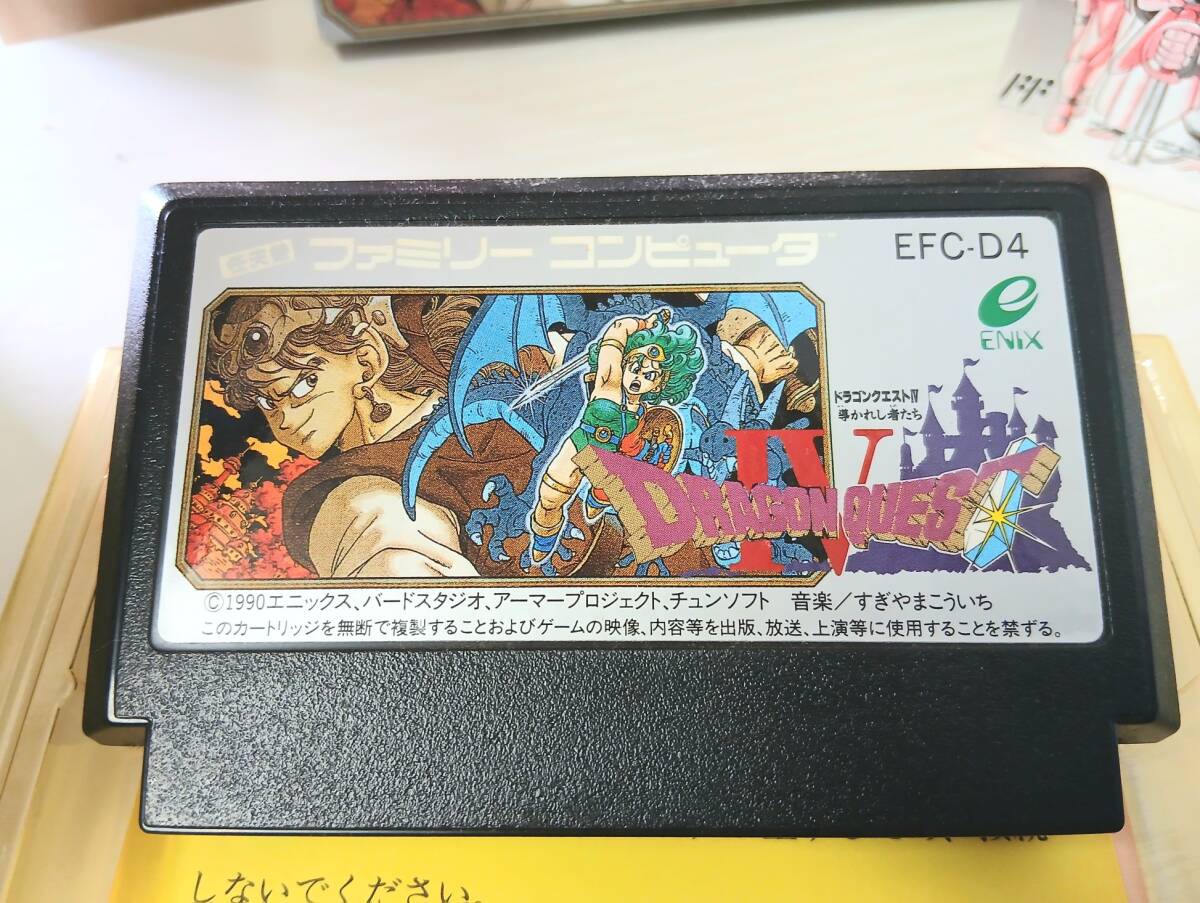 任天堂 ファミリー コンピュータ™
EFC-D4
ENIX
ドラゴンクエストⅣ
導かれし者たち
IV
DRAGON QUEST
©1990エニックス、バードスタジオ、アーマープロジェクト、チュンソフト 音楽／すぎやまこういち
このカートリッジを無断で複製することおよびゲームの映像、内容等を出版、放送、上演等に使用することを禁ずる。
しないでください。